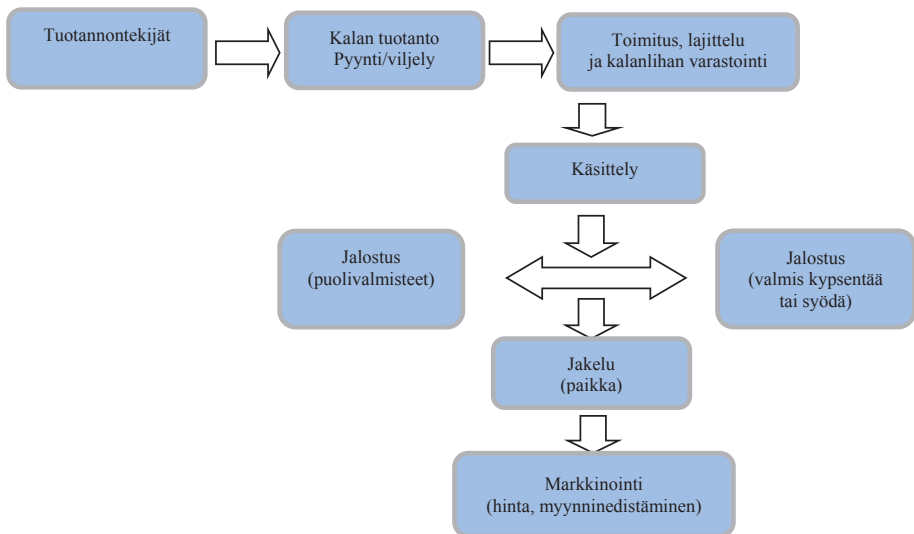 Tuotannontekijät
Kalan tuotanto
Pyynti/viljely
Toimitus, lajittelu
ja kalanlihan varastointi
Käsittely
Jalostus
(puolivalmisteet)
Jalostus
(valmis kypsentää
tai syödä)
Jakelu
(paikka)
Markkinointi
(hinta, myynninedistäminen)